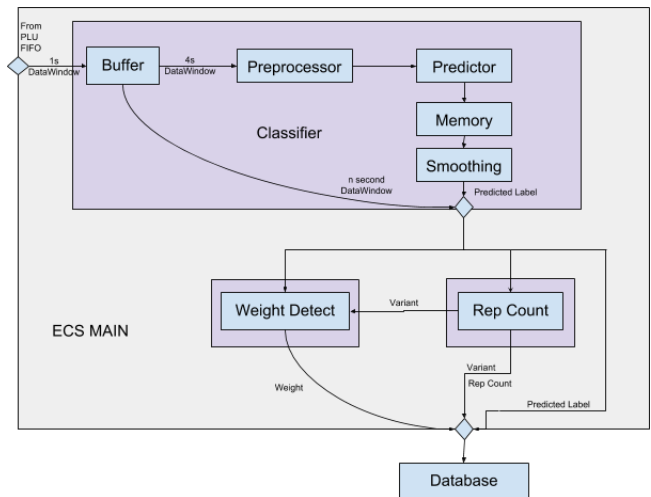 From
PLU
FIFO
1s
DataWindow
Buffer
4s
DataWindow
Preprocessor
Predictor
Classifier
Memory
Smoothing
n second
DataWindow
Predicted Label
Weight Detect
Variant
Rep Count
ECS MAIN
Variant
Rep Count
Weight
Predicted Label
Database